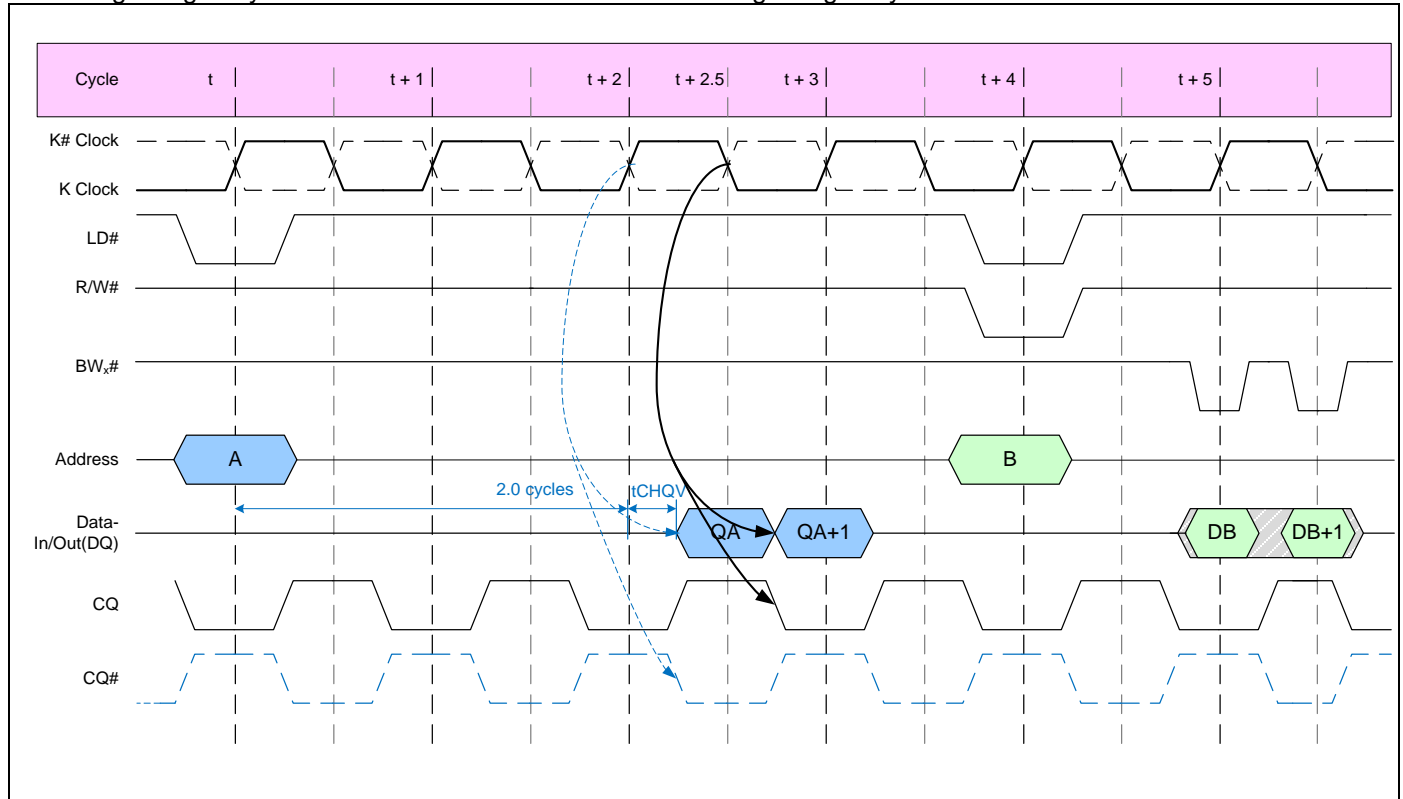 Cycle t t + 1 t + 2 t + 2.5 t + 3 t + 4 t + 5
K# Clock
K Clock
LD#
R/W#
BWx#
Address A B
2.0 cycles tCHQV
Data-
In/Out(DQ) QA QA+1 DB DB+1
CQ
CQ#